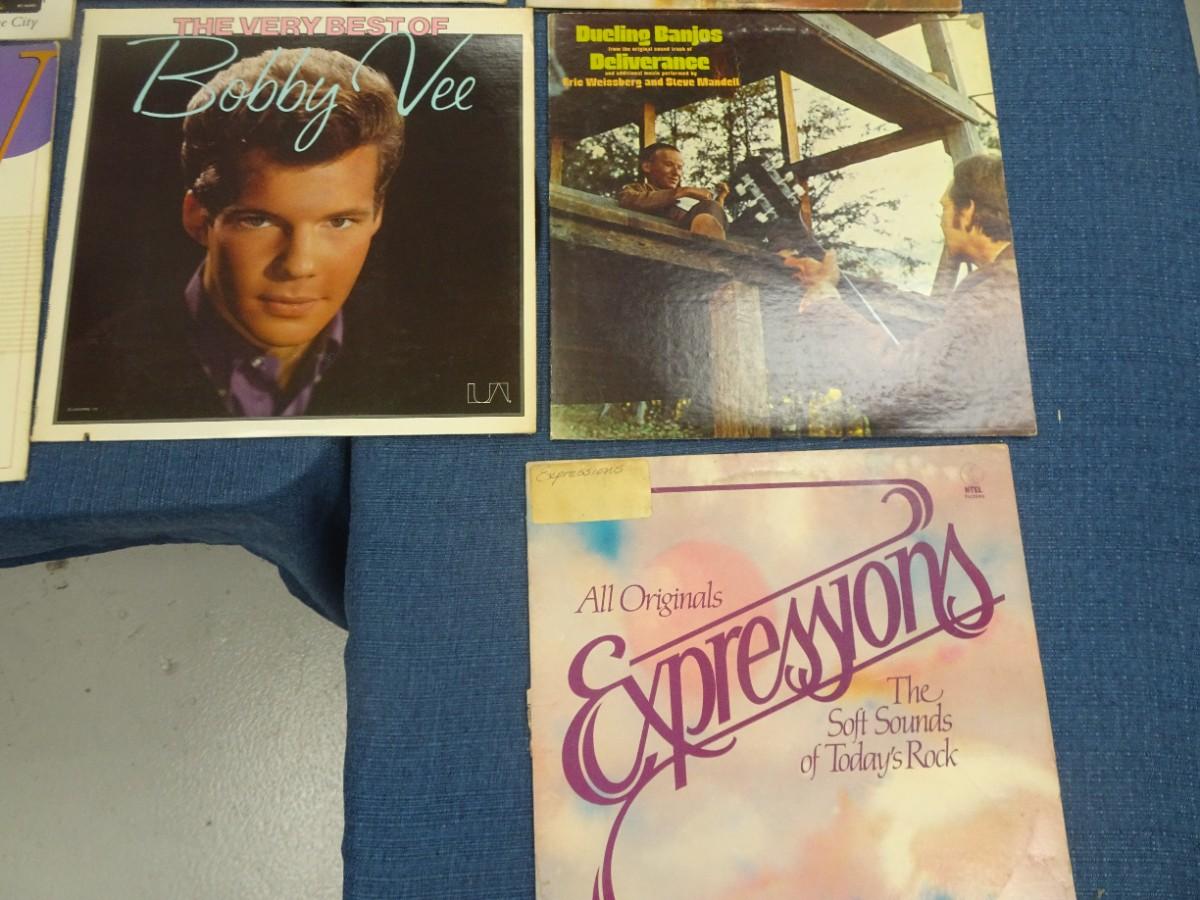 e City
THE VERY BEST OF
Bobby Vee
UA
Dueling Banjos
from the original sound track of
Deliverance
and additional music performed by
Eric Weissberg and Steve Mandell
Expressions
NTEL
All Originals
Expressions
The
Soft Sounds
of Today's Rock